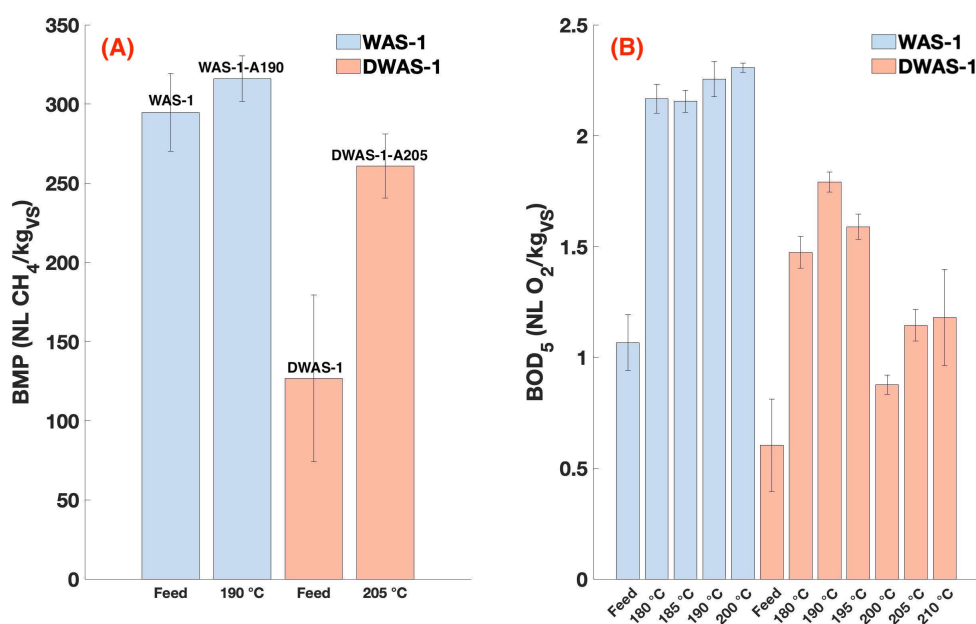 (A)
WAS-1
DWAS-1
BMP (NL CH4/kgVS)
350
300
250
200
150
100
50
0
WAS-1
WAS-1-A190
DWAS-1
DWAS-1-A205
Feed 190 °C Feed 205 °C
(B)
WAS-1
DWAS-1
BOD5 (NL O2/kgVS)
2.5
2
1.5
1
0.5
0
Feed 180 °C 185 °C 190 °C 200 °C Feed 180 °C 190 °C 195 °C 200 °C 205 °C 210 °C